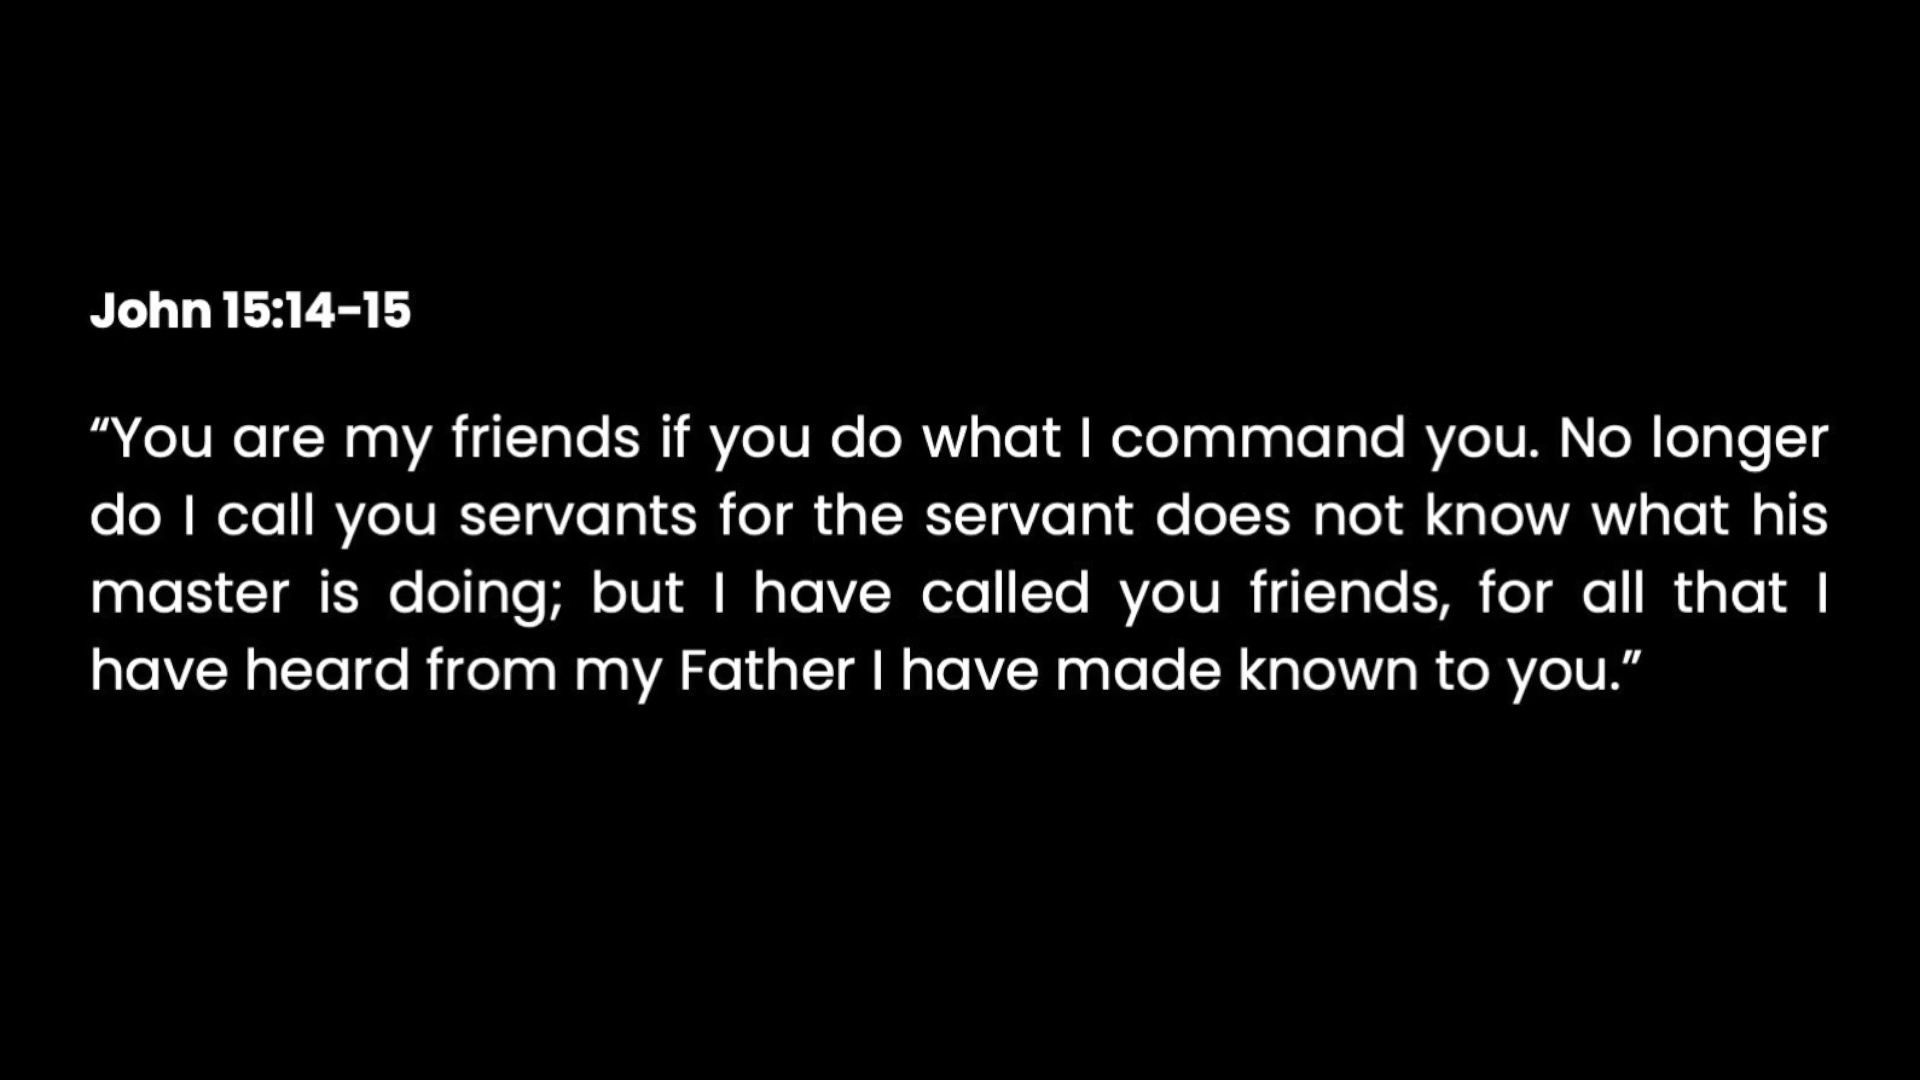 John 15:14-15
“You are my friends if you do what I command you. No longer
do I call you servants for the servant does not know what his
master is doing; but I have called you friends, for all that I
have heard from my Father I have made known to you.”